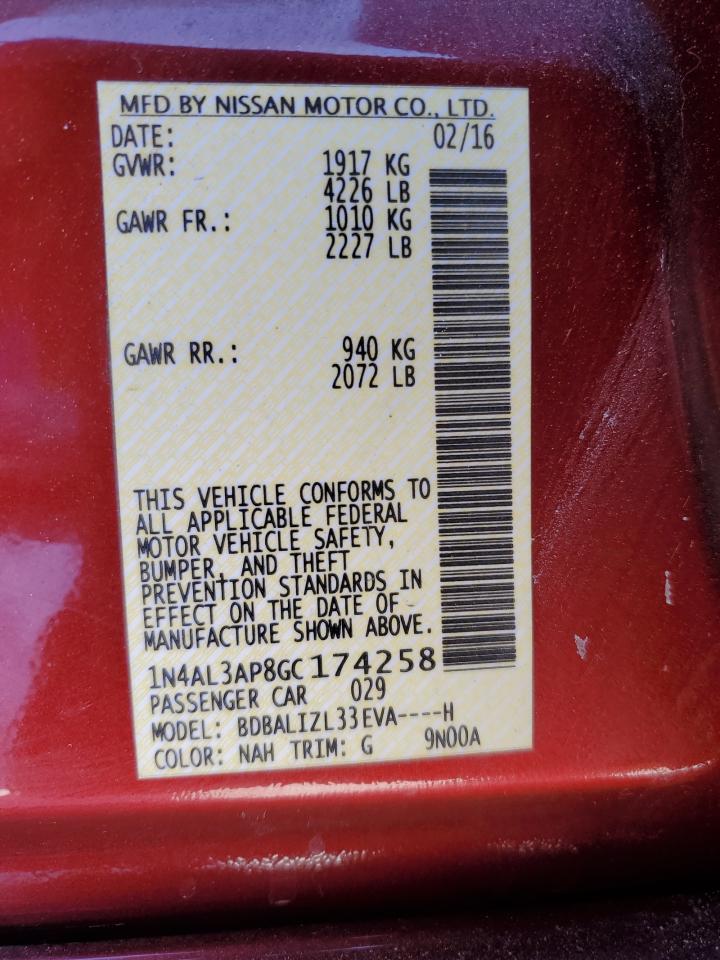 MFD BY NISSAN MOTOR CO., LTD.
DATE: 02/16
GVWR: 1917 KG
4226 LB
GAWR FR.: 1010 KG
2227 LB
GAWR RR.: 940 KG
2072 LB
THIS VEHICLE CONFORMS TO
ALL APPLICABLE FEDERAL
MOTOR VEHICLE SAFETY,
BUMPER, AND THEFT
PREVENTION STANDARDS IN
EFFECT ON THE DATE OF
MANUFACTURE SHOWN ABOVE.
1N4AL3AP8GC174258
PASSENGER CAR 029
MODEL: BDBALIZL33EVA----H
COLOR: NAH TRIM: G 9N00A